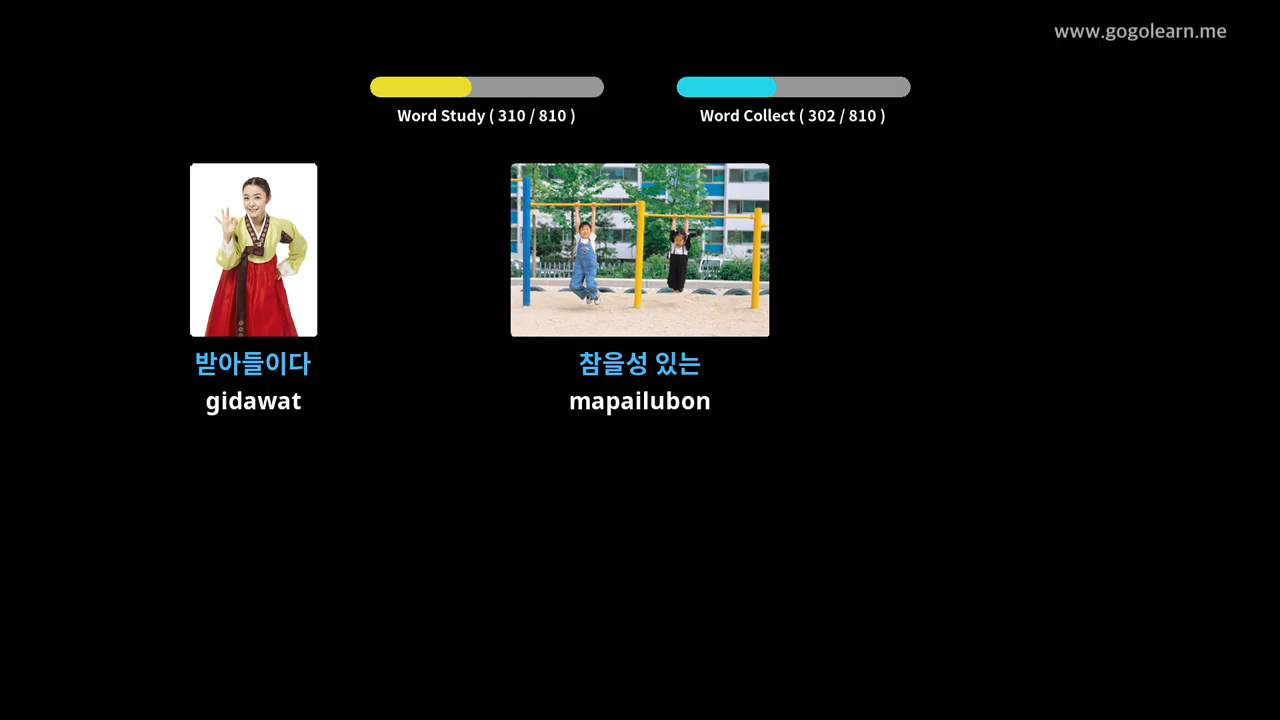 www.gogolearn.me
Word Study ( 310 / 810 )
Word Collect ( 302 / 810 )
받아들이다
gidawat
참을성 있는
mapailubon